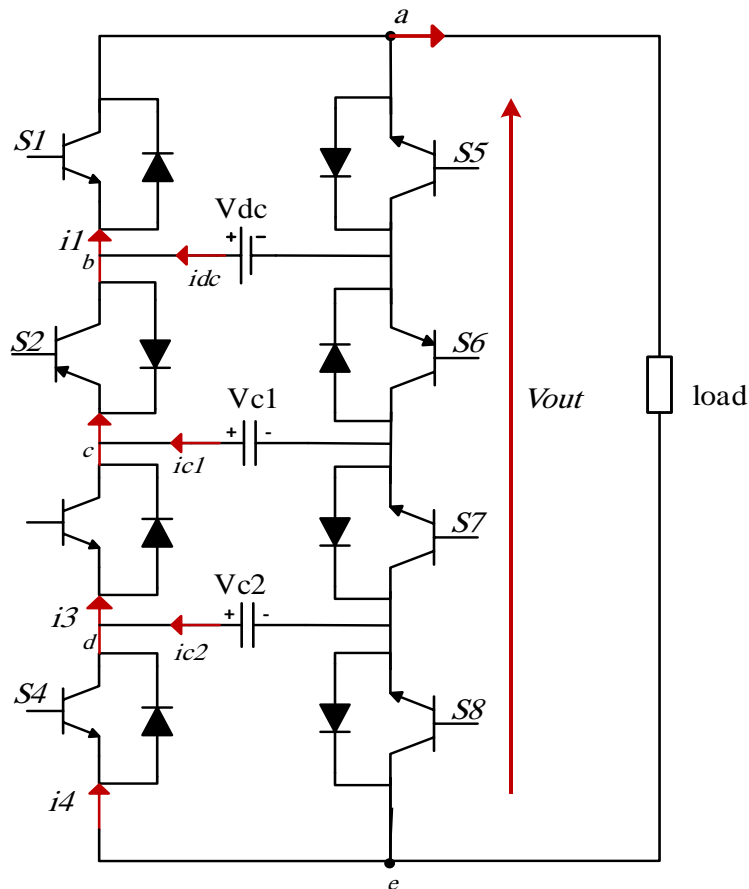 a
S1
S5
Vdc
+ -
i1
b
idc
S2
S6
Vc1
+ -
Vout
load
c
ic1
S7
Vc2
+ -
i3
d
ic2
S4
S8
i4
e